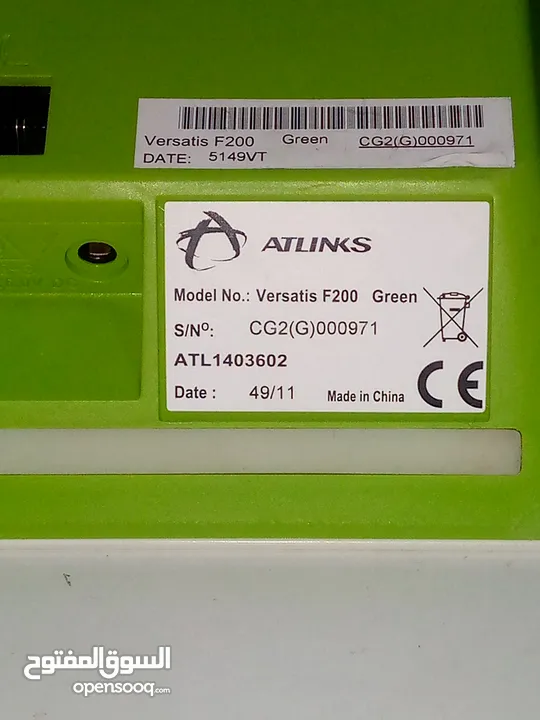 Versatis F200 Green CG2(G)000971
DATE: 5149VT
ATLINKS
Model No.: Versatis F200 Green
S/Nº: CG2(G)000971
ATL1403602
Date : 49/11 Made in China CE
السوق المفتوح
opensooq.com